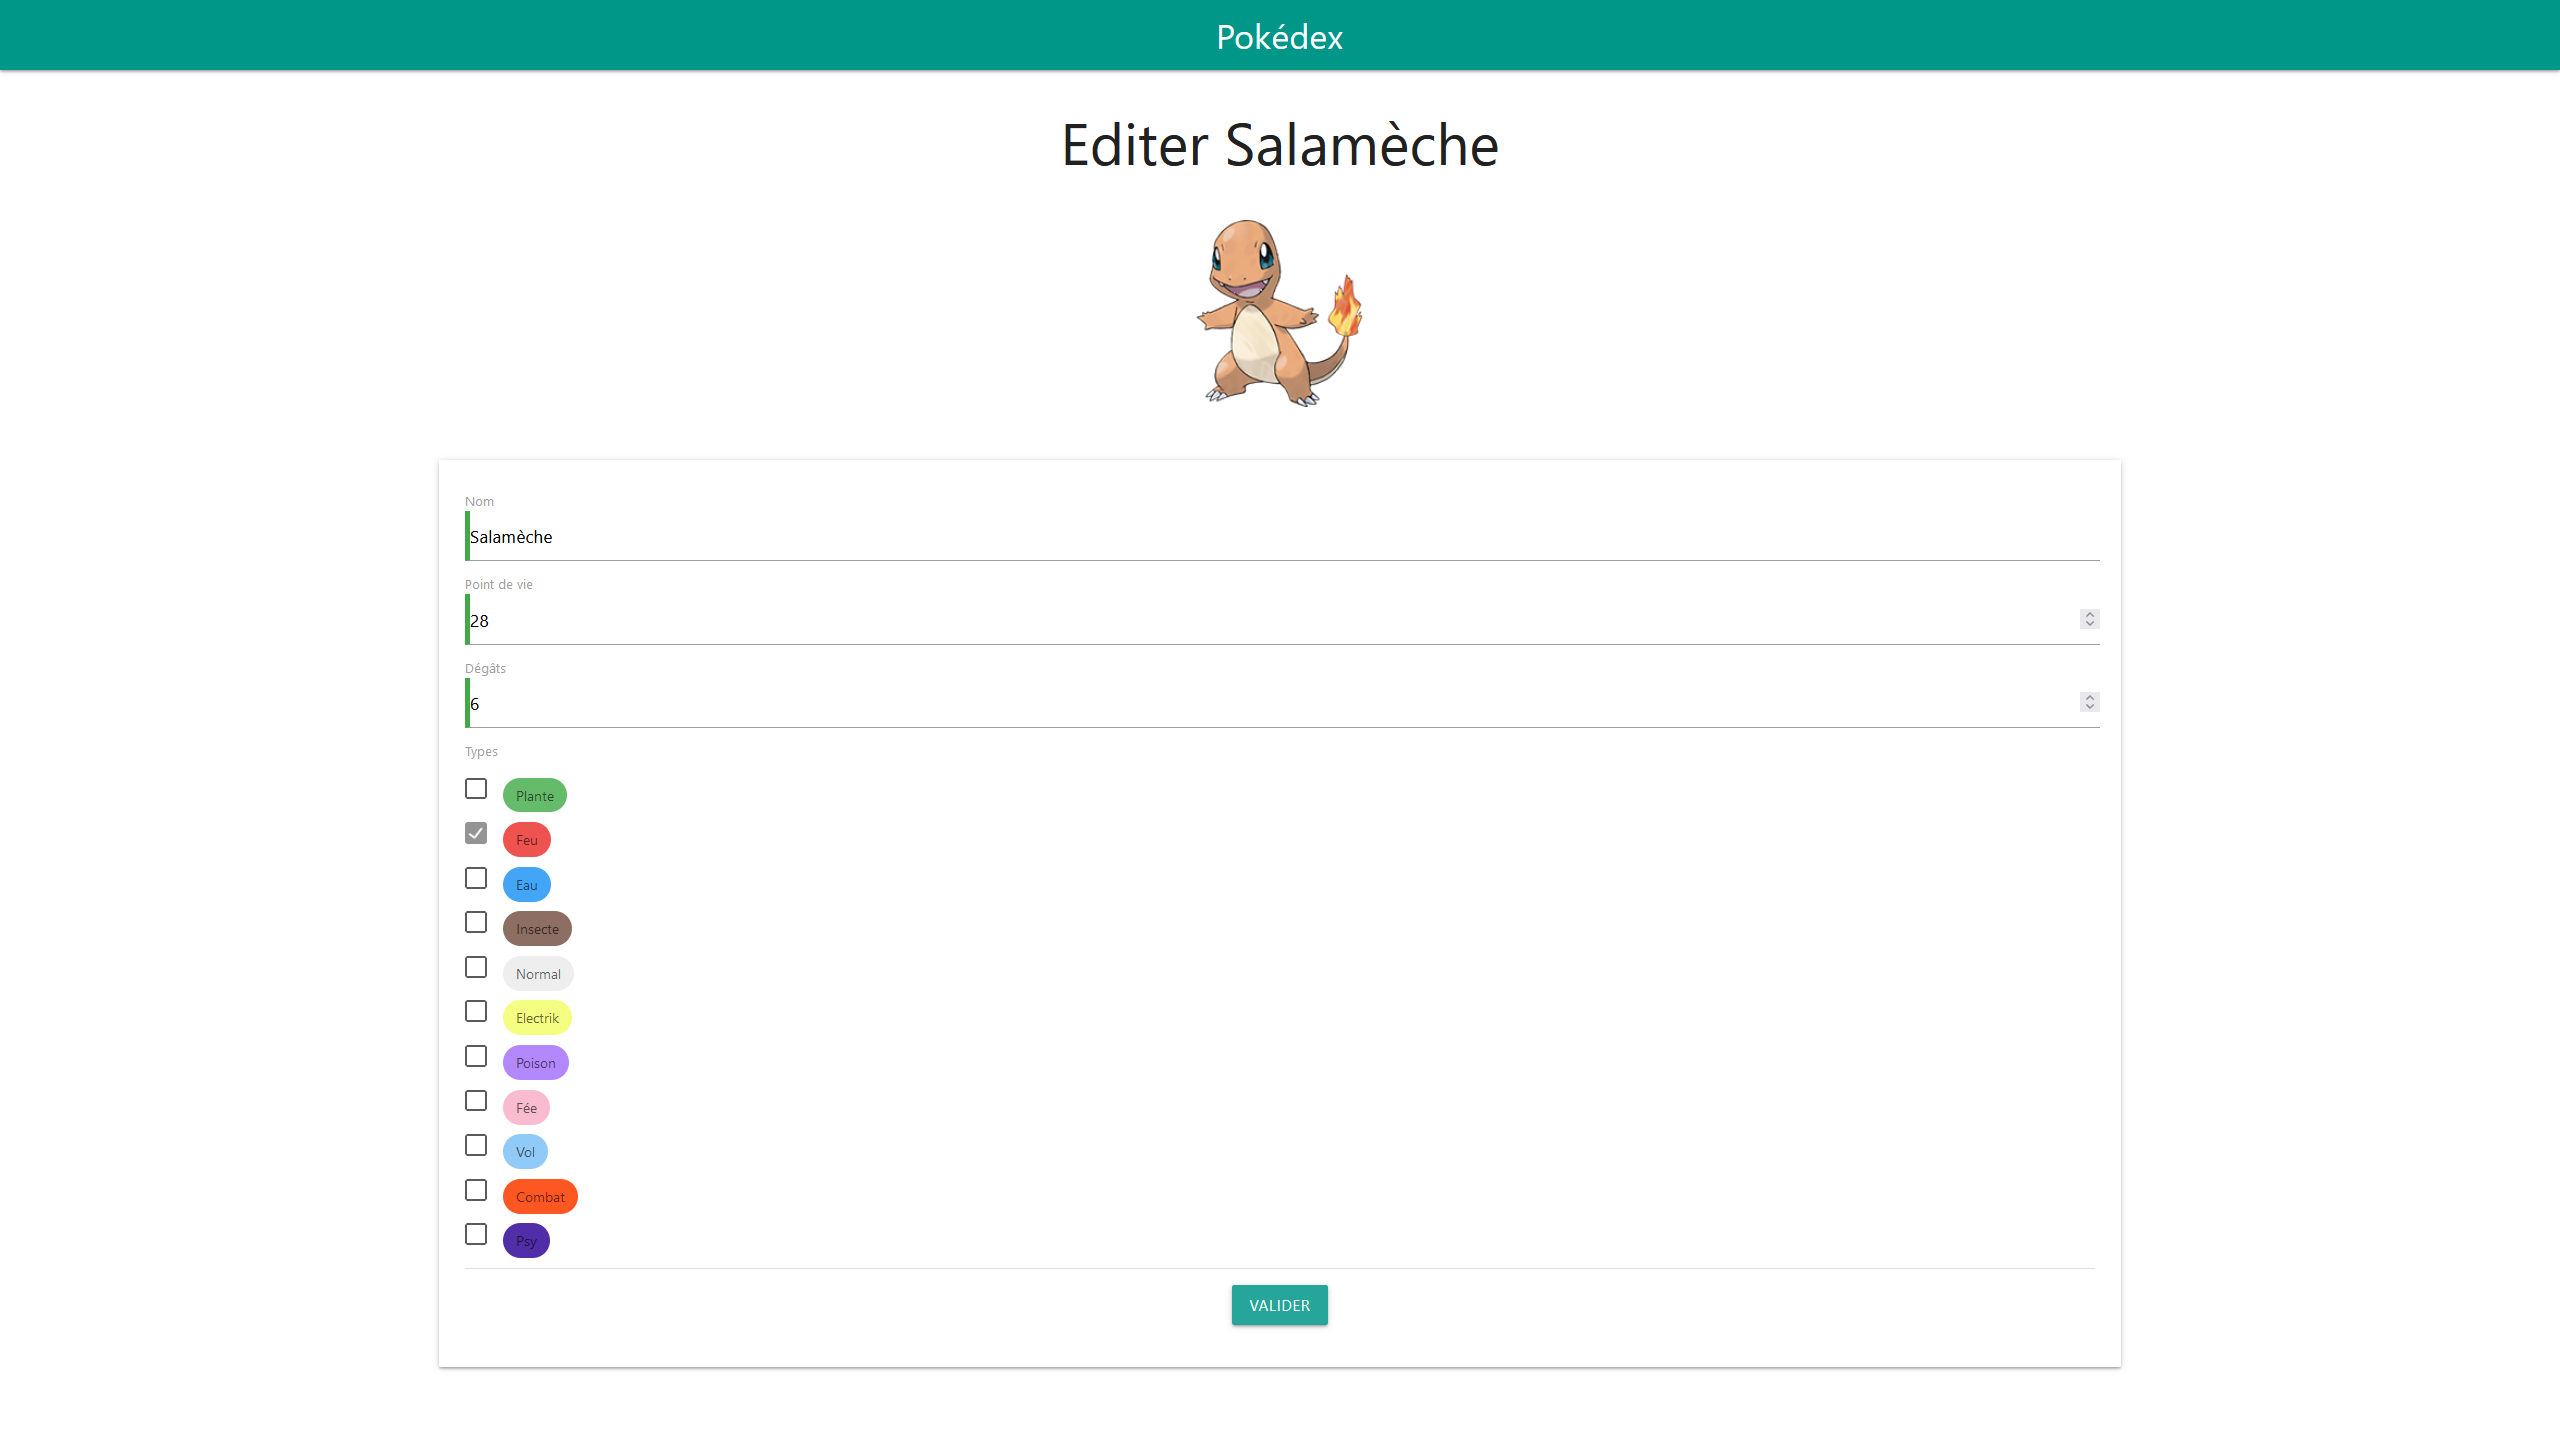 Pokédex
Editer Salamèche
Nom
Salamèche
Point de vie
28
Dégâts
6
Types
Plante
Feu
Eau
Insecte
Normal
Electrik
Poison
Fée
Vol
Combat
Psy
VALIDER